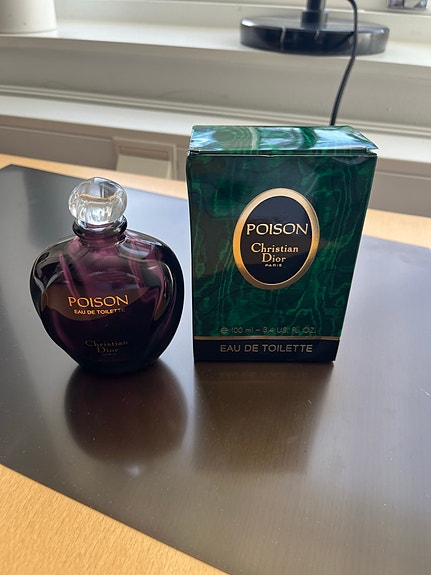 POISON
EAU DE TOILETTE
Christian
Dior
POISON
Christian
Dior
PARIS
℮ 100 ml – 3.4 US. FL. OZ.
EAU DE TOILETTE